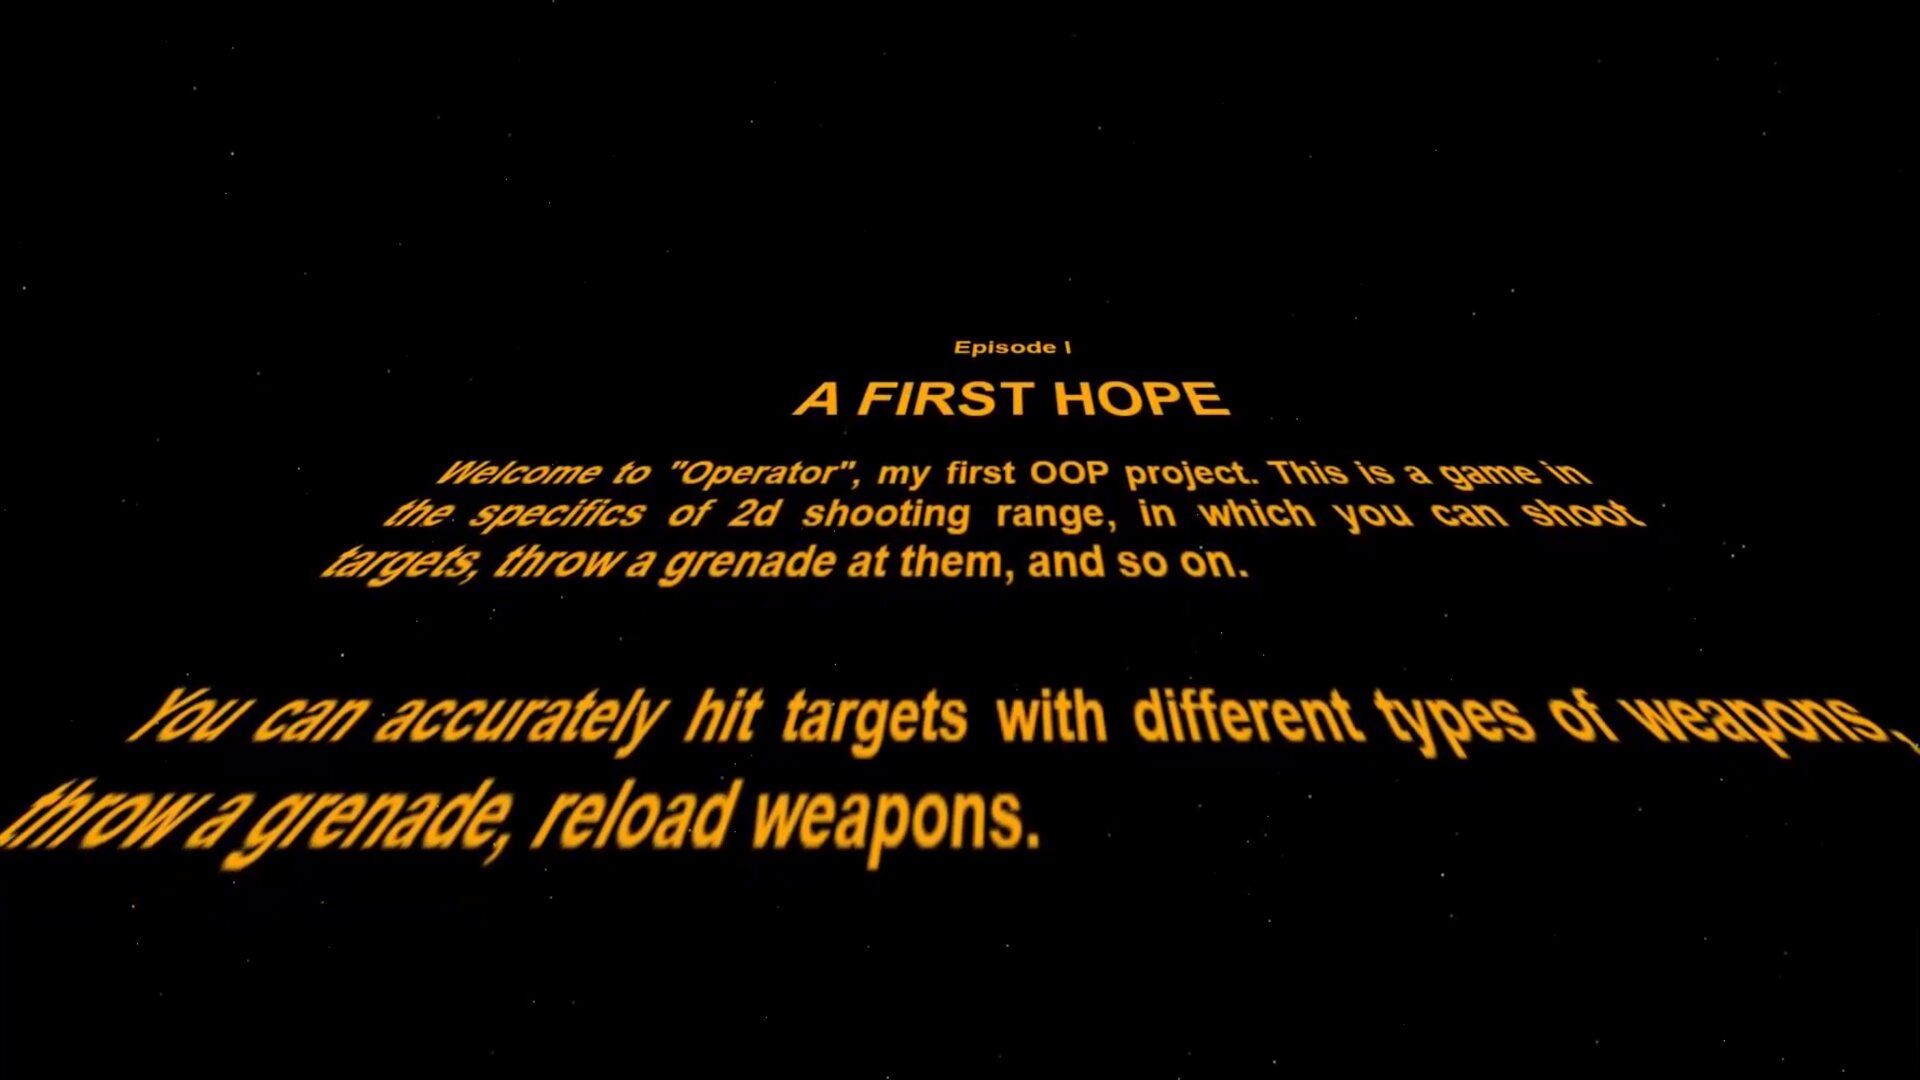 Episode I
A FIRST HOPE
Welcome to "Operator", my first OOP project. This is a game in
the specifics of 2d shooting range, in which you can shoot
targets, throw a grenade at them, and so on.
You can accurately hit targets with different types of weapons,
throw a grenade, reload weapons.